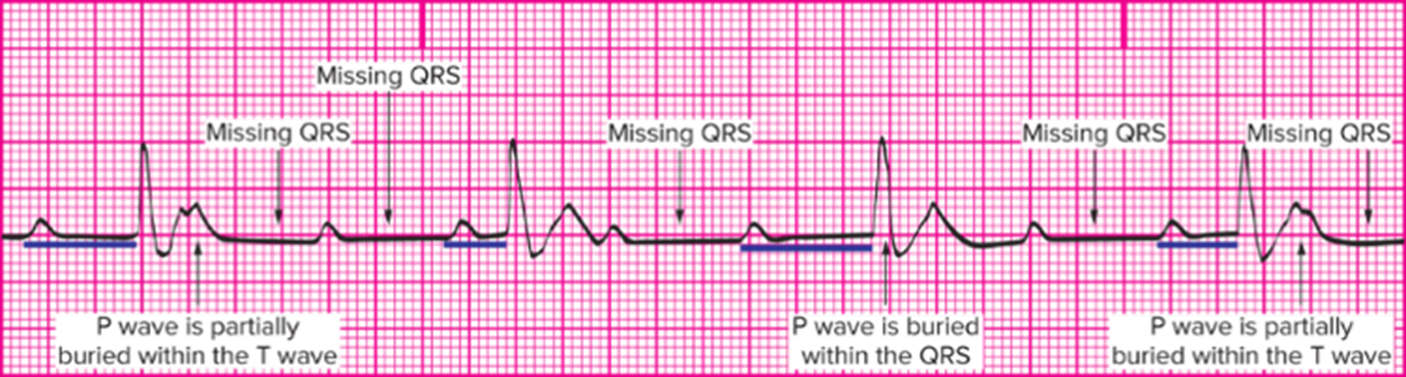 Missing QRS
Missing QRS
Missing QRS
Missing QRS
Missing QRS
P wave is partially
buried within the T wave
P wave is buried
within the QRS
P wave is partially
buried within the T wave